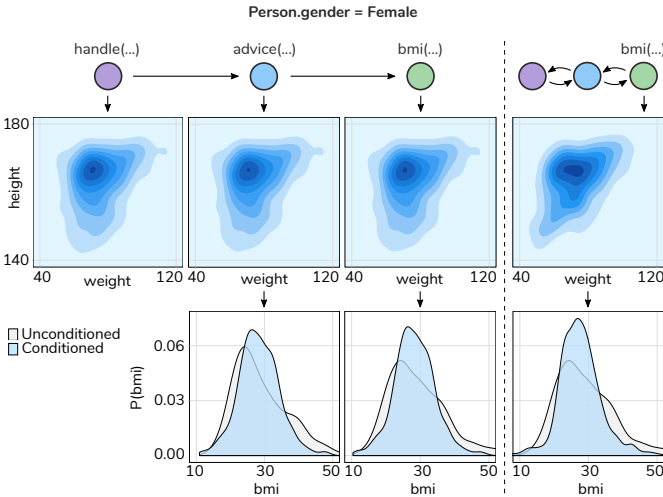 Person.gender = Female
handle(...) advice(...) bmi(...) bmi(...)
180
height
140
40 weight 120 40 weight 120 40 weight 120 40 weight 120
Unconditioned
Conditioned
0.06
P(bmi)
0.03
0.00
10 30 50 10 30 50 10 30 50
bmi bmi bmi